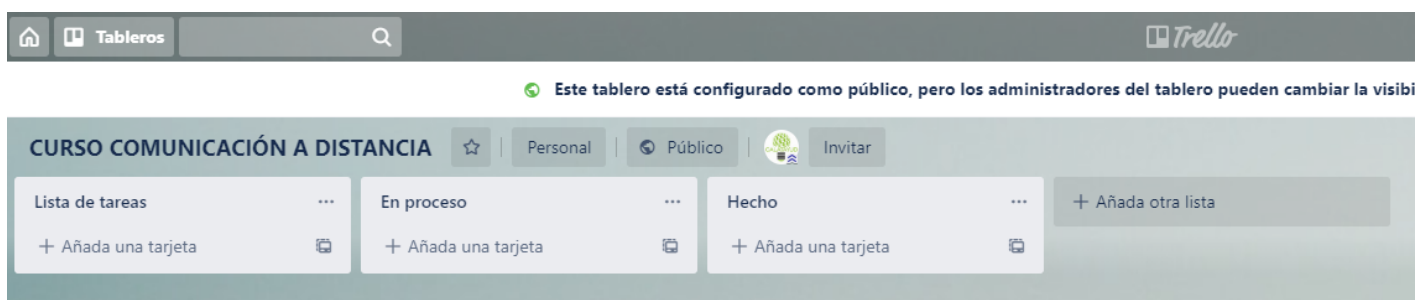 Tableros
Trello
Este tablero está configurado como público, pero los administradores del tablero pueden cambiar la visibi
CURSO COMUNICACIÓN A DISTANCIA Personal Público Invitar
Lista de tareas
En proceso
Hecho
+ Añada otra lista
+ Añada una tarjeta
+ Añada una tarjeta
+ Añada una tarjeta